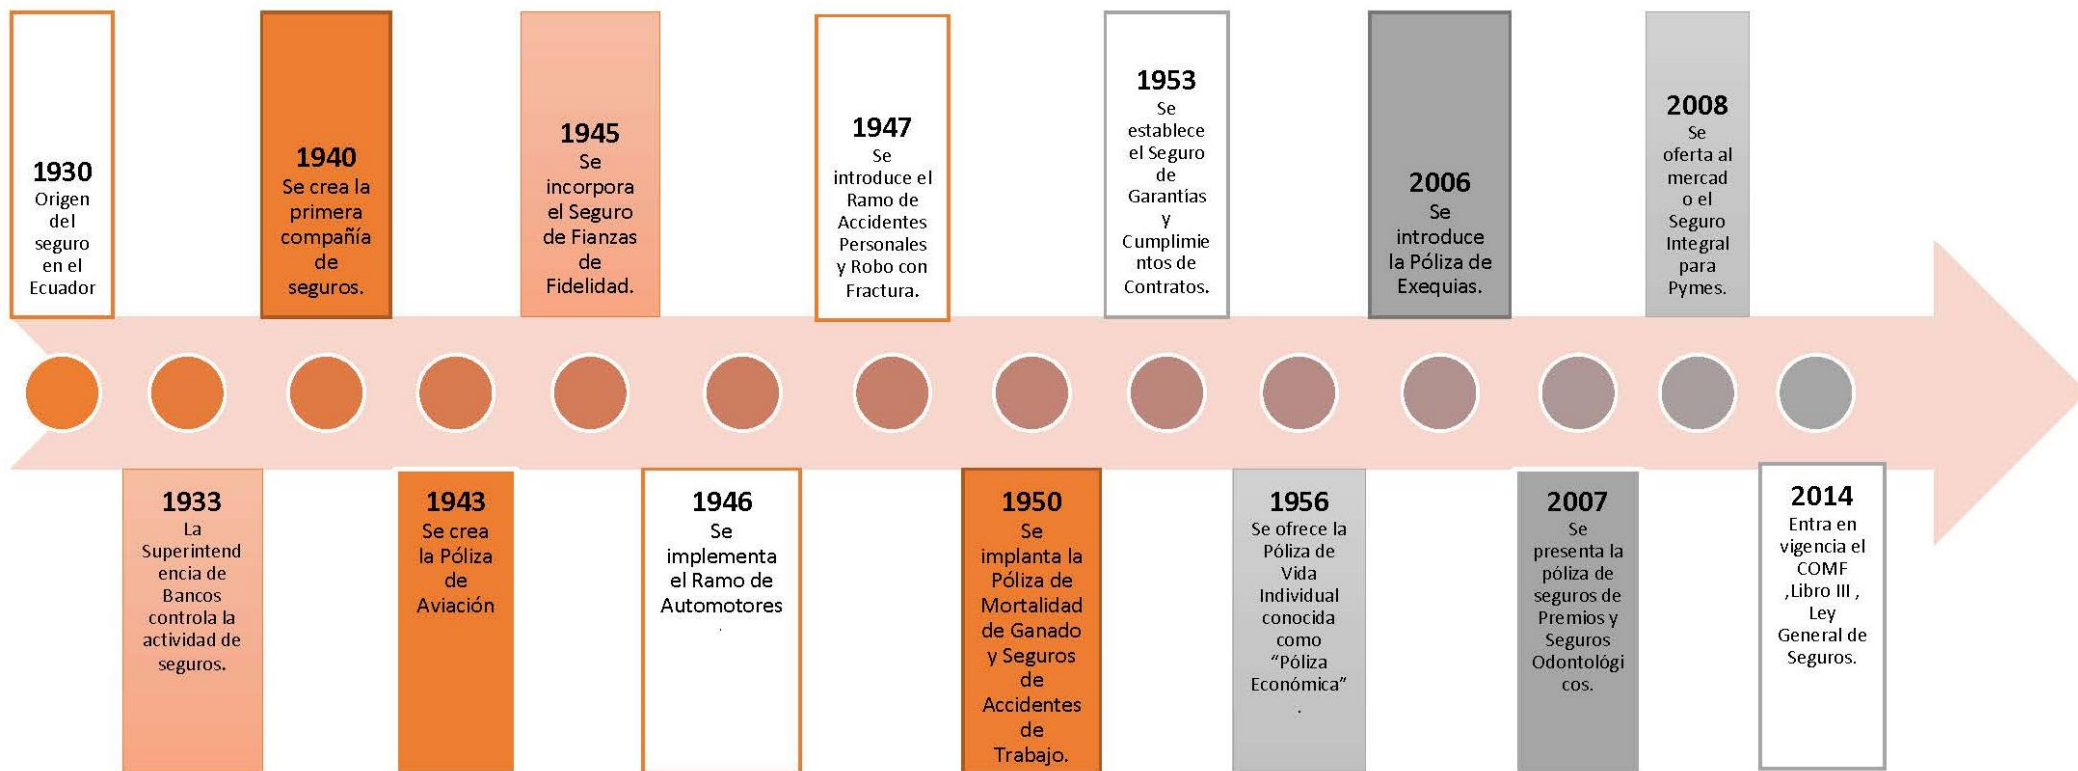 1930
Origen
del
seguro
en el
Ecuador
1933
La
Superintend
encia de
Bancos
controla la
actividad de
seguros.
1940
Se crea la
primera
compañía
de
seguros.
1943
Se crea
la Póliza
de
Aviación
1945
Se
incorpora
el Seguro
de Fianzas
de
Fidelidad.
1946
Se
implementa
el Ramo de
Automotores
.
1947
Se
introduce el
Ramo de
Accidentes
Personales
y Robo con
Fractura.
1950
Se
implanta la
Póliza de
Mortalidad
de Ganado
y Seguros
de
Accidentes
de
Trabajo.
1953
Se
establece
el Seguro
de
Garantías
y
Cumplimie
ntos de
Contratos.
1956
Se ofrece la
Póliza de
Vida
Individual
conocida
como
“Póliza
Económica”
.
2006
Se
introduce
la Póliza de
Exequias.
2007
Se
presenta la
póliza de
seguros de
Premios y
Seguros
Odontológi
cos.
2008
Se
oferta al
mercad
o el
Seguro
Integral
para
Pymes.
2014
Entra en
vigencia el
COMF
,Libro III ,
Ley
General de
Seguros.